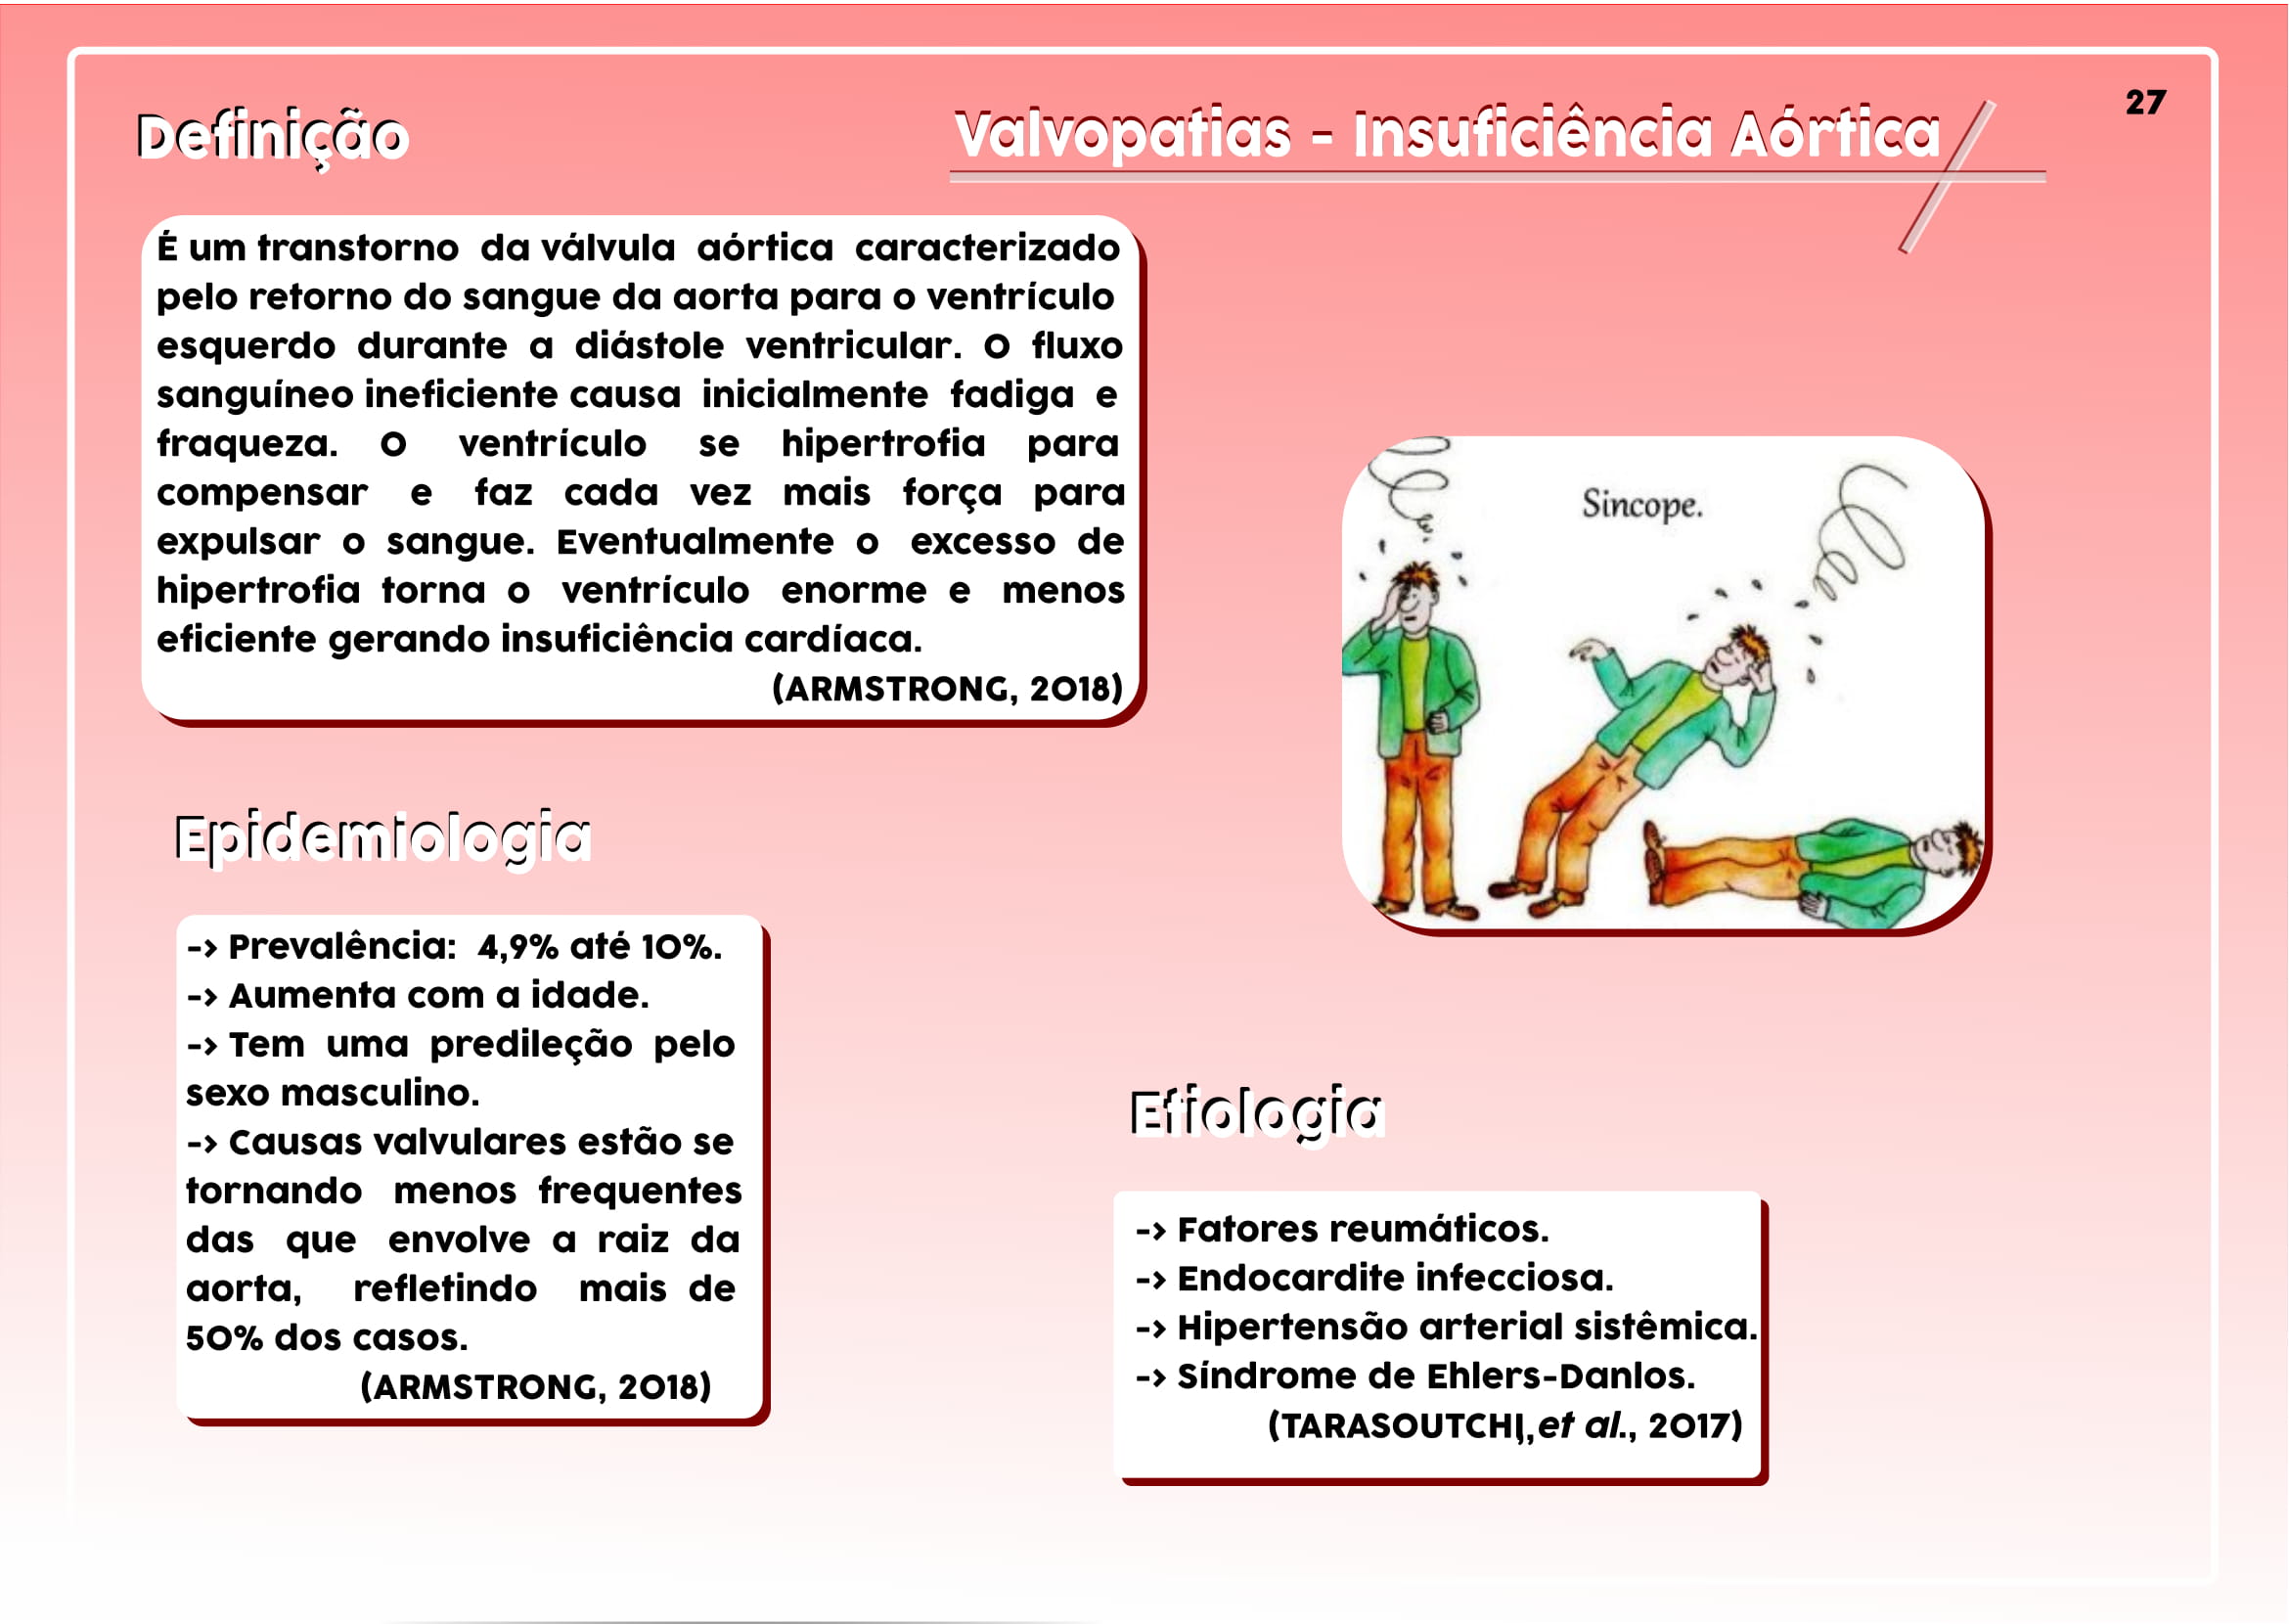 Definição
Valvopatias - Insuficiência Aórtica
27
É um transtorno da válvula aórtica caracterizado
pelo retorno do sangue da aorta para o ventrículo
esquerdo durante a diástole ventricular. O fluxo
sanguíneo ineficiente causa inicialmente fadiga e
fraqueza. O ventrículo se hipertrofia para
compensar e faz cada vez mais força para
expulsar o sangue. Eventualmente o excesso de
hipertrofia torna o ventrículo enorme e menos
eficiente gerando insuficiência cardíaca.
(ARMSTRONG, 2018)
Sincope.
Epidemiologia
-> Prevalência: 4,9% até 10%.
-> Aumenta com a idade.
-> Tem uma predileção pelo
sexo masculino.
-> Causas valvulares estão se
tornando menos frequentes
das que envolve a raiz da
aorta, refletindo mais de
50% dos casos.
(ARMSTRONG, 2018)
Etiologia
-> Fatores reumáticos.
-> Endocardite infecciosa.
-> Hipertensão arterial sistêmica.
-> Síndrome de Ehlers-Danlos.
(TARASOUTCHI, et al., 2017)